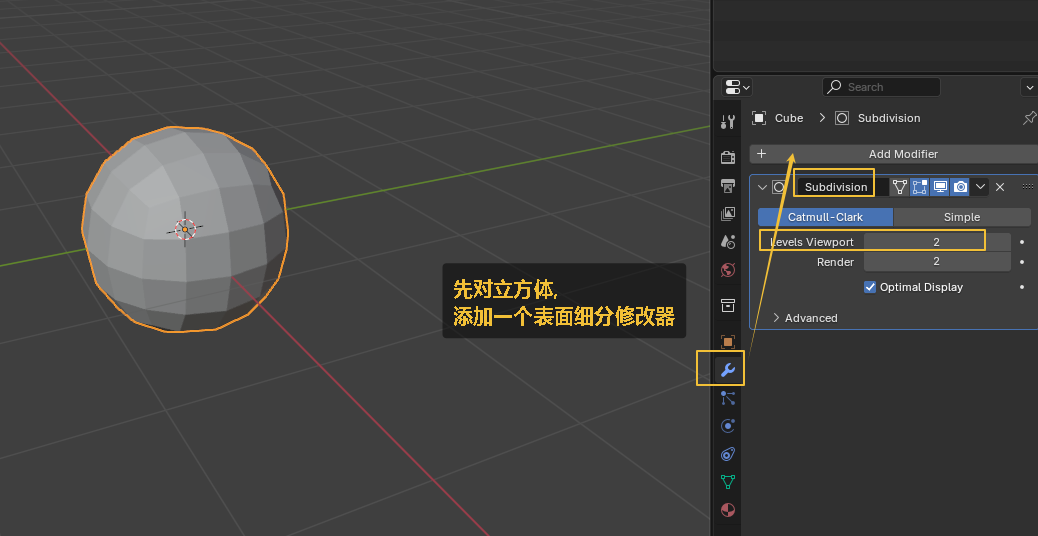 Search
Cube
Subdivision
Add Modifier
Subdivision
Catmull-Clark
Simple
Levels Viewport
2
Render
2
Optimal Display
Advanced
先对立方体,
添加一个表面细分修改器